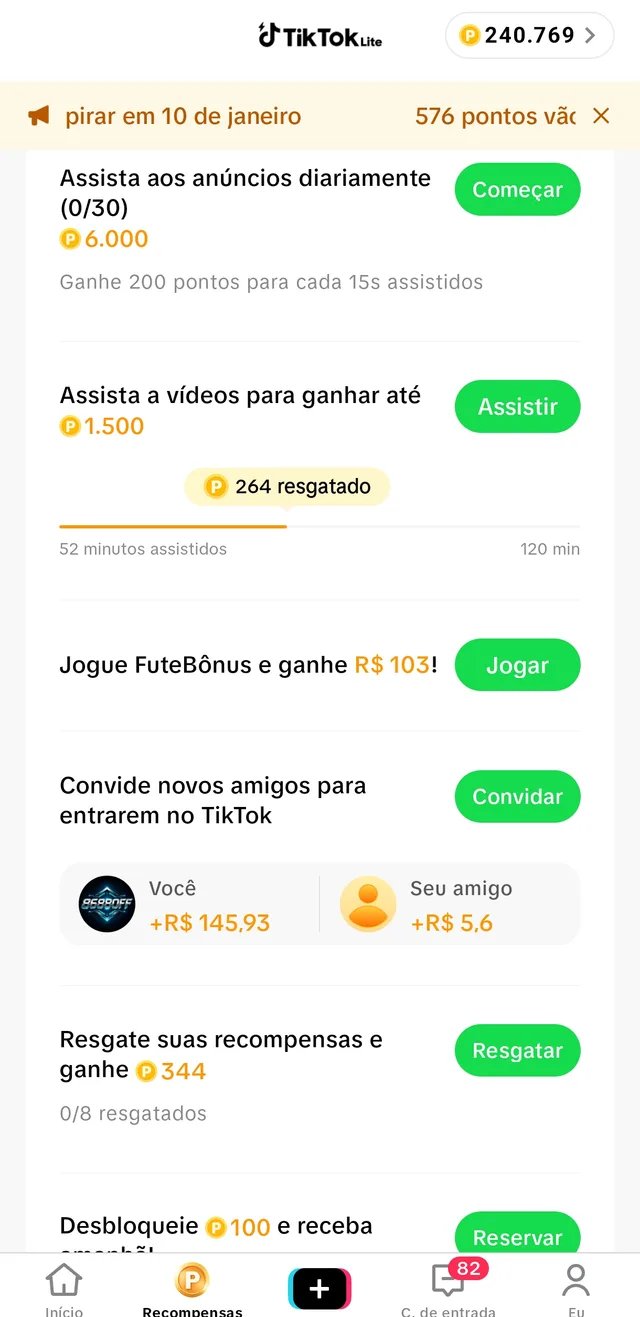 TikTok Lite
P 240.769
pirar em 10 de janeiro 576 pontos vão
Assista aos anúncios diariamente
(0/30)
P 6.000
Começar
Ganhe 200 pontos para cada 15s assistidos
Assista a vídeos para ganhar até
P 1.500
Assistir
P 264 resgatado
52 minutos assistidos 120 min
Jogue FuteBônus e ganhe R$ 103!
Jogar
Convide novos amigos para
entrarem no TikTok
Convidar
Você
+R$ 145,93
Seu amigo
+R$ 5,6
Resgate suas recompensas e
ganhe P 344
Resgatar
0/8 resgatados
Desbloqueie P 100 e receba
amanhã!
Reservar
82
Início Recompensas C. de entrada Eu